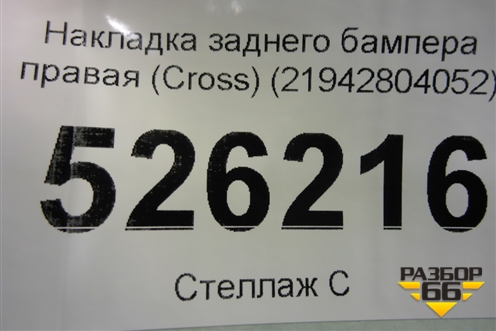 Накладка заднего бампера
правая (Cross) (21942804052)
526216
Стеллаж С
РАЗБОР
66